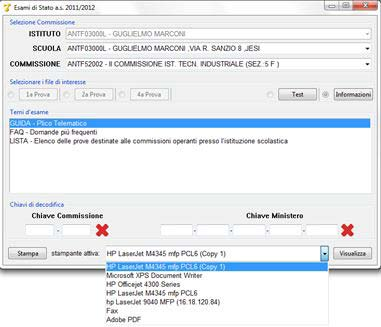 Esami di Stato a.s. 2011/2012
Selezione Commissione
ISTITUTO ANTF03000L - GUGLIELMO MARCONI
SCUOLA ANTF03000L - GUGLIELMO MARCONI ,VIA R. SANZIO 8 ,JESI
COMMISSIONE ANTF52002 - II COMMISSIONE IST. TECN. INDUSTRIALE (SEZ :5 F )
Selezionare i file di interesse
1a Prova 2a Prova 3a Prova Test Informazioni
Temi d'esame
GUIDA - Plico Telematico
FAQ - Domande più frequenti
LISTA - Elenco delle prove destinate alle commissioni operanti presso l'istituzione scolastica
Chiavi di decodifica
Chiave Commissione Chiave Ministero
- - - - -
Stampa stampante attiva: HP LaserJet M4345 mfp PCL6 (Copy 1) Visualizza
HP LaserJet M4345 mfp PCL6 (Copy 1)
Microsoft XPS Document Writer
HP Officejet 4300 Series
HP LaserJet M4345 mfp PCL6
hp LaserJet 9040 MFP (16.18.120.84)
Fax
Adobe PDF